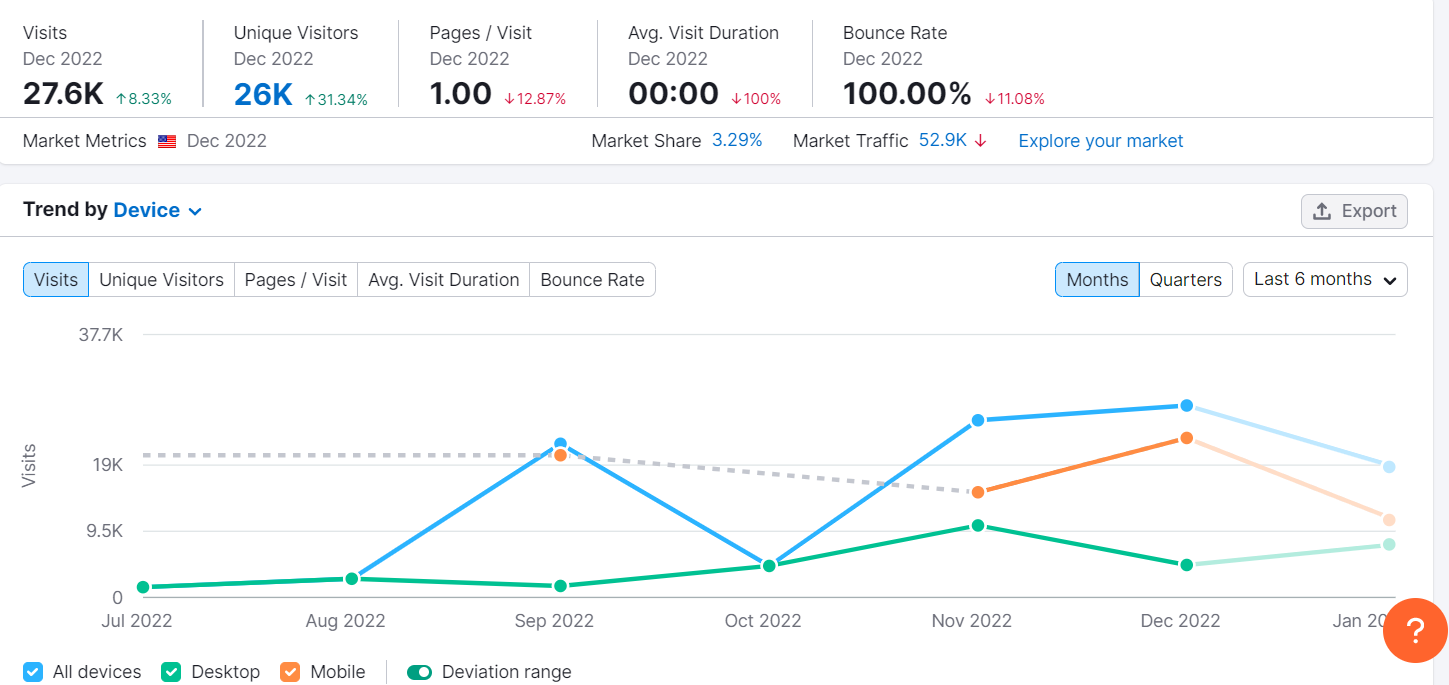 Visits Unique Visitors Pages / Visit Avg. Visit Duration Bounce Rate
Dec 2022 Dec 2022 Dec 2022 Dec 2022 Dec 2022
27.6K ↑8.33% 26K ↑31.34% 1.00 ↓12.87% 00:00 ↓100% 100.00% ↓11.08%
Market Metrics Dec 2022 Market Share 3.29% Market Traffic 52.9K ↓ Explore your market
Trend by Device Export
Visits Unique Visitors Pages / Visit Avg. Visit Duration Bounce Rate Months Quarters Last 6 months
37.7K
Visits
19K
9.5K
0
Jul 2022 Aug 2022 Sep 2022 Oct 2022 Nov 2022 Dec 2022 Jan 20
?
All devices Desktop Mobile Deviation range